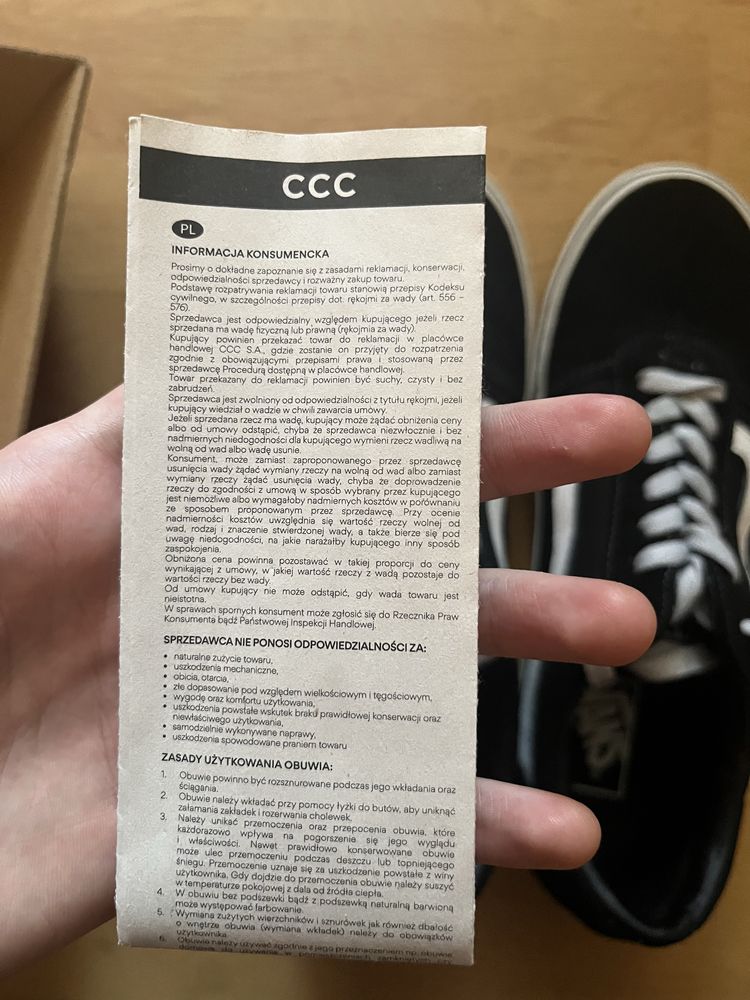 CCC
PL
INFORMACJA KONSUMENCKA
Prosimy o dokładne zapoznanie się z zasadami reklamacji, konserwacji,
odpowiedzialności sprzedawcy i rozważny zakup towaru.
Podstawę rozpatrywania reklamacji towaru stanowią przepisy Kodeksu
cywilnego, w szczególności przepisy dot. rękojmi za wady (art. 556 –
576).
Sprzedawca jest odpowiedzialny względem kupującego jeżeli rzecz
sprzedana ma wadę fizyczną lub prawną (rękojmia za wady).
Kupujący powinien przekazać towar do reklamacji w placówce
handlowej CCC S.A., gdzie zostanie on przyjęty do rozpatrzenia
zgodnie z obowiązującymi przepisami prawa i stosowaną przez
sprzedawcę Procedurą dostępną w placówce handlowej.
Towar przekazany do reklamacji powinien być suchy, czysty i bez
zabrudzeń.
Sprzedawca jest zwolniony od odpowiedzialności z tytułu rękojmi, jeżeli
kupujący wiedział o wadzie w chwili zawarcia umowy.
Jeżeli sprzedana rzecz ma wadę, kupujący może żądać obniżenia ceny
albo od umowy odstąpić, chyba że sprzedawca niezwłocznie i bez
nadmiernych niedogodności dla kupującego wymieni rzecz wadliwą na
wolną od wad albo wadę usunie.
Konsument, może zamiast zaproponowanego przez sprzedawcę
usunięcia wady żądać wymiany rzeczy na wolną od wad albo zamiast
wymiany rzeczy żądać usunięcia wady, chyba że doprowadzenie
rzeczy do zgodności z umową w sposób wybrany przez kupującego
jest niemożliwe albo wymagałoby nadmiernych kosztów w porównaniu
ze sposobem proponowanym przez sprzedawcę. Przy ocenie
nadmierności kosztów uwzględnia się wartość rzeczy wolnej od
wad, rodzaj i znaczenie stwierdzonej wady, a także bierze się pod
uwagę niedogodności, na jakie narażałby kupującego inny sposób
zaspokojenia.
Obniżona cena powinna pozostawać w takiej proporcji do ceny
wynikającej z umowy, w jakiej wartość rzeczy z wadą pozostaje do
wartości rzeczy bez wady.
Od umowy kupujący nie może odstąpić, gdy wada towaru jest
nieistotna.
W sprawach spornych konsument może zgłosić się do Rzecznika Praw
Konsumenta bądź Państwowej Inspekcji Handlowej.
SPRZEDAWCA NIE PONOSI ODPOWIEDZIALNOŚCI ZA:
• naturalne zużycie towaru,
• uszkodzenia mechaniczne,
• obicia, otarcia,
• złe dopasowanie pod względem wielkościowym i tęgościowym,
• wygodę oraz komfortu użytkowania,
• uszkodzenia powstałe wskutek braku prawidłowej konserwacji oraz
niewłaściwego użytkowania,
• samodzielnie wykonywane naprawy,
• uszkodzenia spowodowane praniem towaru
ZASADY UŻYTKOWANIA OBUWIA:
1. Obuwie powinno być rozsznurowane podczas jego wkładania oraz
ściągania.
2. Obuwie należy wkładać przy pomocy łyżki do butów, aby uniknąć
załamania zakładek i rozerwania cholewek.
3. Należy unikać przemoczenia oraz przepocenia obuwia, które
każdorazowo wpływa na pogorszenie się jego wyglądu
i właściwości. Nawet prawidłowo konserwowane obuwie
może ulec przemoczeniu podczas deszczu lub topniejącego
śniegu. Przemoczenie uznaje się za uszkodzenie powstałe z winy
użytkownika. Gdy dojdzie do przemoczenia obuwie należy suszyć
w temperaturze pokojowej z dala od źródła ciepła.
4. W obuwiu bez podszewki bądź z podszewką naturalną barwioną
może występować farbowanie.
5. Wymiana zużytych wierzchników i sznurówek jak również dbałość
o wnętrze obuwia (wymiana wkładek) należy do obowiązków
użytkownika.
6. Obuwie należy używać zgodnie z jego przeznaczeniem np. obuwie
domowe do używania w pomieszczeniach zamkniętych czy
VANS